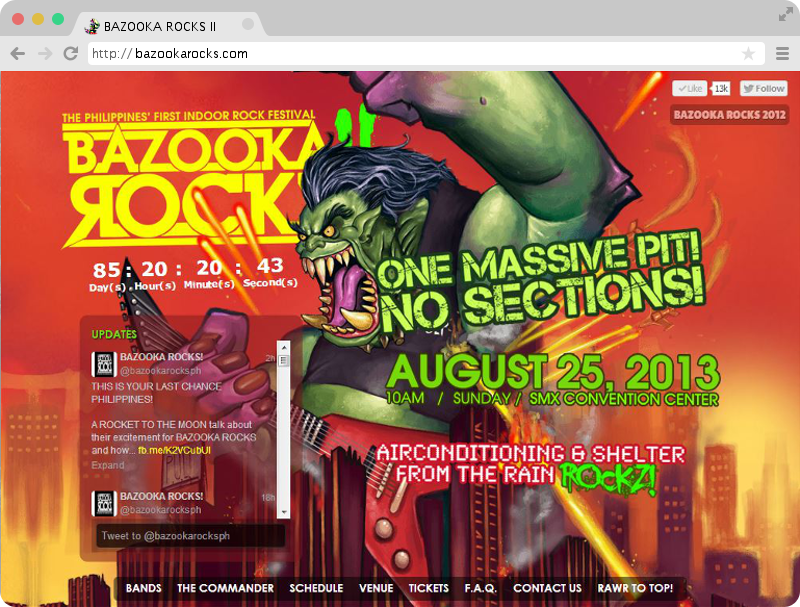 BAZOOKA ROCKS II
http:// bazookarocks.com
Like
13k
Follow
BAZOOKA ROCKS 2012
THE PHILIPPINES' FIRST INDOOR ROCK FESTIVAL
BAZOOKA II
ROCKS
85 : 20 : 20 : 43
Day(s) Hour(s) Minute(s) Second(s)
ONE MASSIVE PIT!
NO SECTIONS!
UPDATES
BAZOOKA ROCKS! 2h
@bazookarocksph
THIS IS YOUR LAST CHANCE
PHILIPPINES!
A ROCKET TO THE MOON talk about
their excitement for BAZOOKA ROCKS
and how... fb.me/K2VCubUl
Expand
BAZOOKA ROCKS! 18h
@bazookarocksph
Tweet to @bazookarocksph
AUGUST 25, 2013
10AM / SUNDAY / SMX CONVENTION CENTER
AIRCONDITIONING & SHELTER
FROM THE RAIN ROCKZ!
BANDS THE COMMANDER SCHEDULE VENUE TICKETS F.A.Q. CONTACT US RAWR TO TOP!